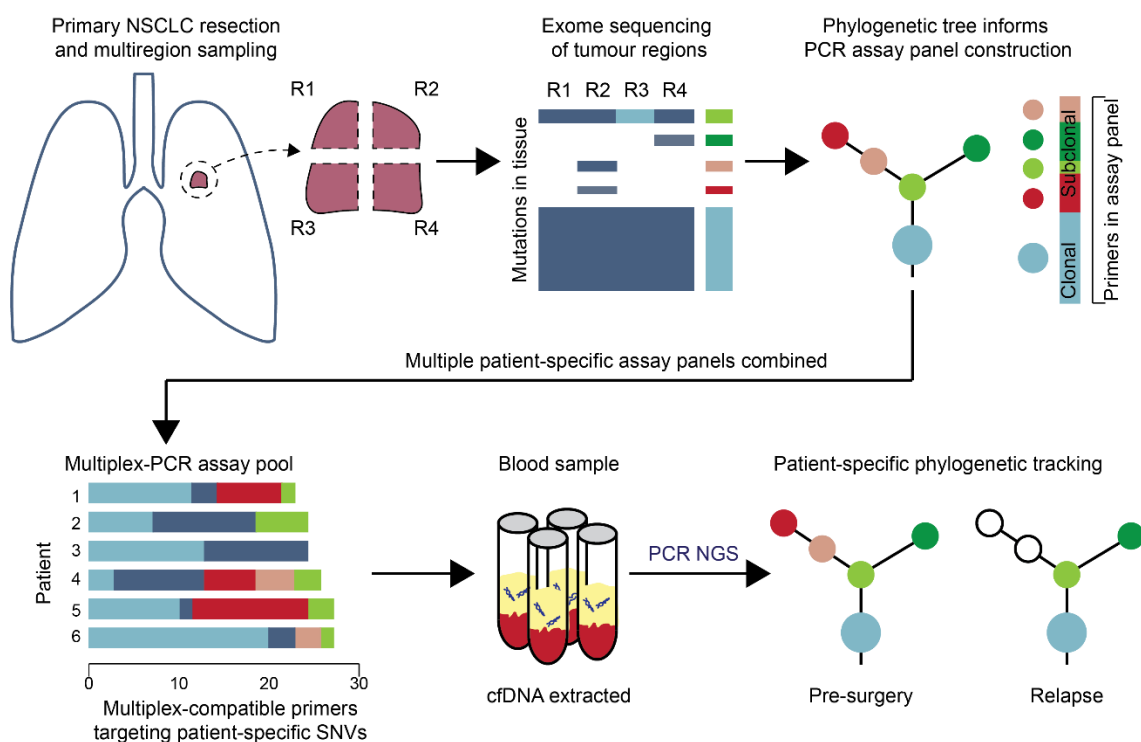 Primary NSCLC resection
and multiregion sampling
Exome sequencing
of tumour regions
Phylogenetic tree informs
PCR assay panel construction
R1
R2
R3
R4
R1 R2 R3 R4
Mutations in tissue
Subclonal
Clonal
Primers in assay panel
Multiple patient-specific assay panels combined
Multiplex-PCR assay pool
Patient
1
2
3
4
5
6
0 10 20 30
Multiplex-compatible primers
targeting patient-specific SNVs
Blood sample
cfDNA extracted
PCR NGS
Patient-specific phylogenetic tracking
Pre-surgery
Relapse